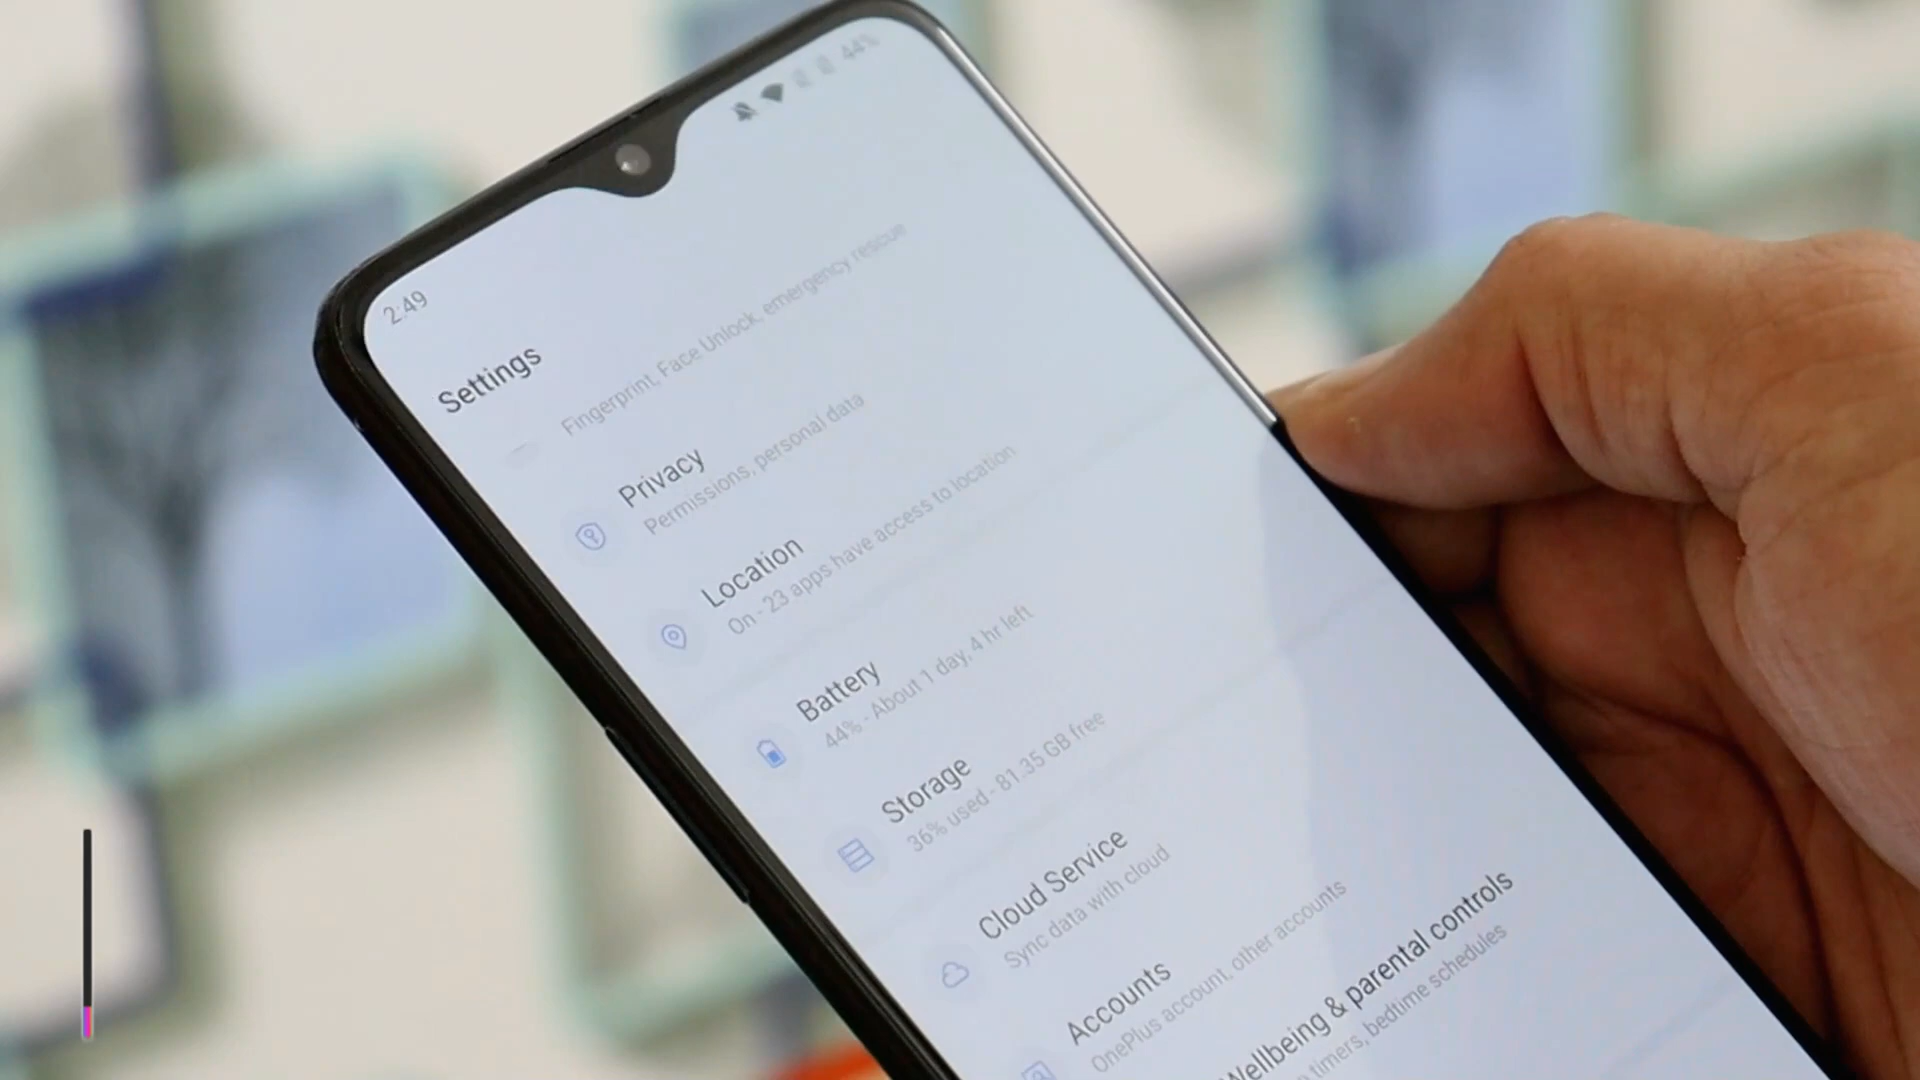 44%
2:49
Settings
Fingerprint, Face Unlock, emergency rescue
Privacy
Permissions, personal data
Location
On - 23 apps have access to location
Battery
44% - About 1 day, 4 hr left
Storage
36% used - 81.35 GB free
Cloud Service
Sync data with cloud
Accounts
OnePlus account, other accounts
Wellbeing & parental controls
timers, bedtime schedules